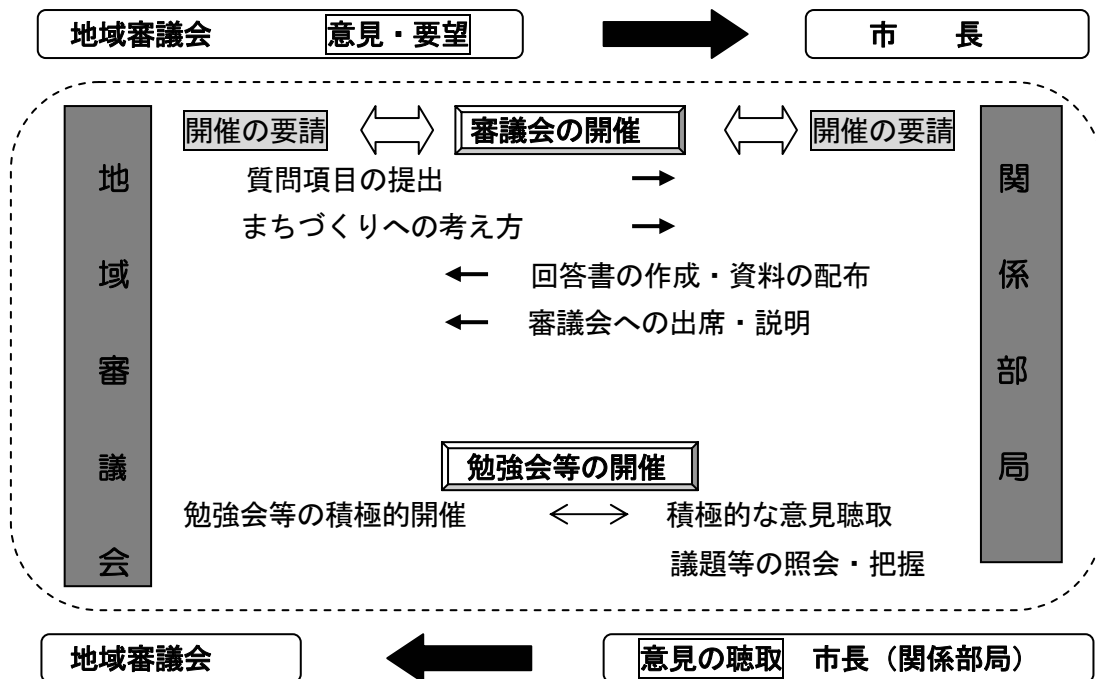 地域審議会 意見・要望 市 長
開催の要請 審議会の開催 開催の要請
地域審議会
関係部局
質問項目の提出
まちづくりへの考え方
回答書の作成・資料の配布
審議会への出席・説明
勉強会等の開催
勉強会等の積極的開催 積極的な意見聴取
議題等の照会・把握
地域審議会 意見の聴取 市長（関係部局）